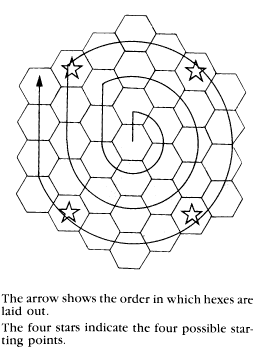 The arrow shows the order in which hexes are
laid out.
The four stars indicate the four possible star-
ting points.